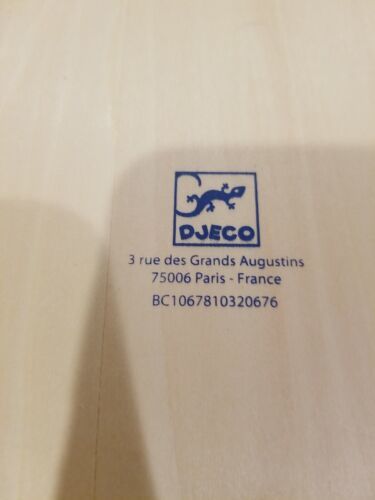 DJECO
3 rue des Grands Augustins
75006 Paris - France
BC1067810320676